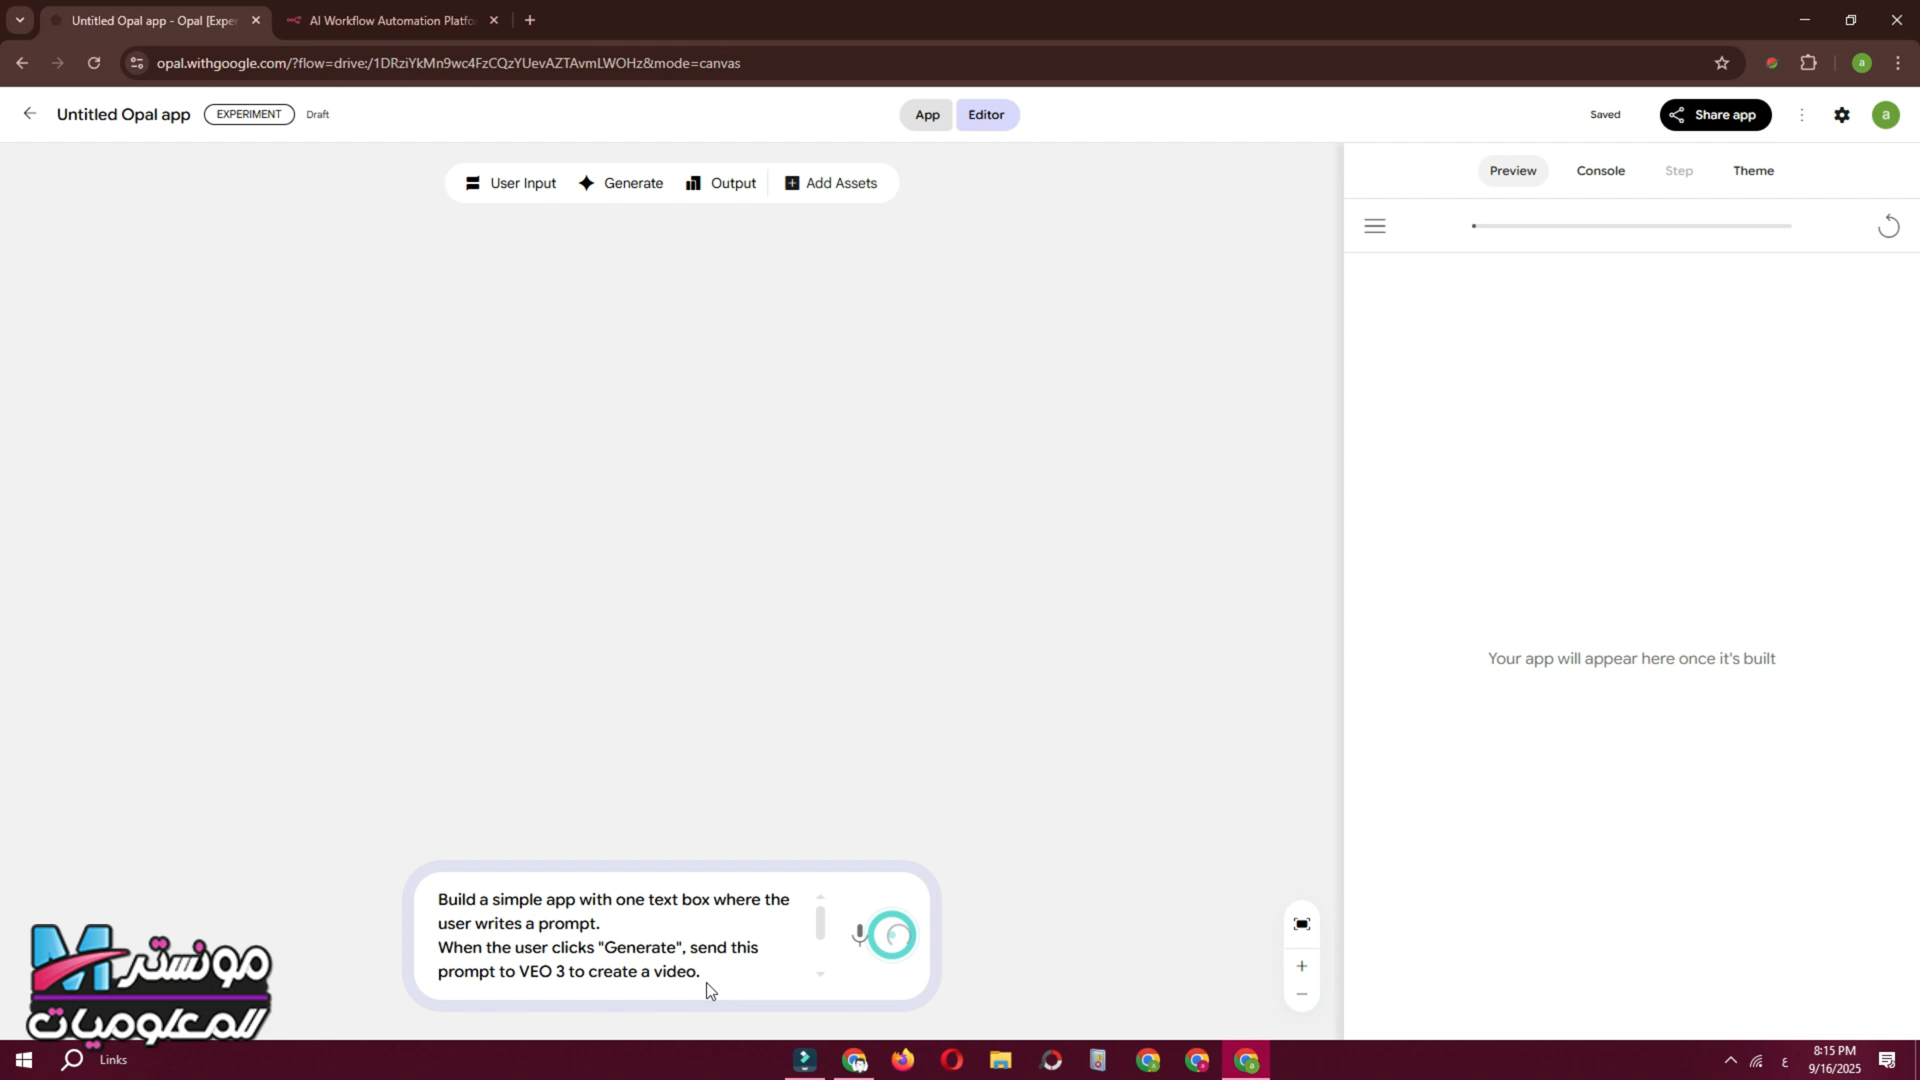 Untitled Opal app - Opal [Expe
AI Workflow Automation Platfo
opal.withgoogle.com/?flow=drive:/1DRziYkMn9wc4FzCQzYUevAZTAvmLWOHz&mode=canvas
a
Untitled Opal app
EXPERIMENT
Draft
App
Editor
Saved
Share app
a
User Input
Generate
Output
Add Assets
Preview
Console
Step
Theme
Your app will appear here once it's built
Build a simple app with one text box where the
user writes a prompt.
When the user clicks "Generate", send this
prompt to VEO 3 to create a video.
مونستر
للمعلوميات
Links
ع
8:15 PM
9/16/2025